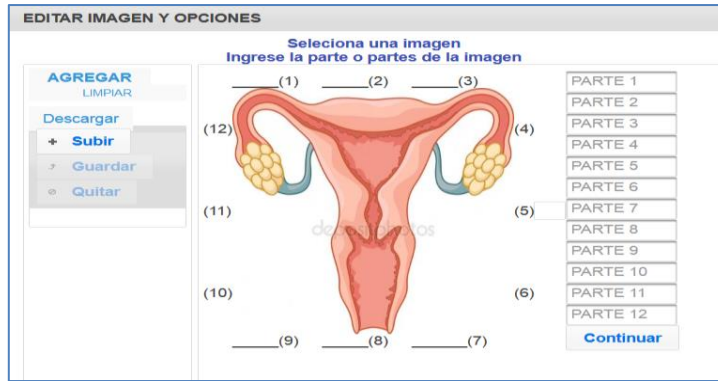 EDITAR IMAGEN Y OPCIONES
Seleciona una imagen
Ingrese la parte o partes de la imagen
AGREGAR
LIMPIAR
Descargar
+ Subir
Guardar
Quitar
_____(1) _____(2) _____(3)
(12) (4)
(11) (5)
depositphotos
(10) (6)
_____(9) _____(8) _____(7)
PARTE 1
PARTE 2
PARTE 3
PARTE 4
PARTE 5
PARTE 6
PARTE 7
PARTE 8
PARTE 9
PARTE 10
PARTE 11
PARTE 12
Continuar